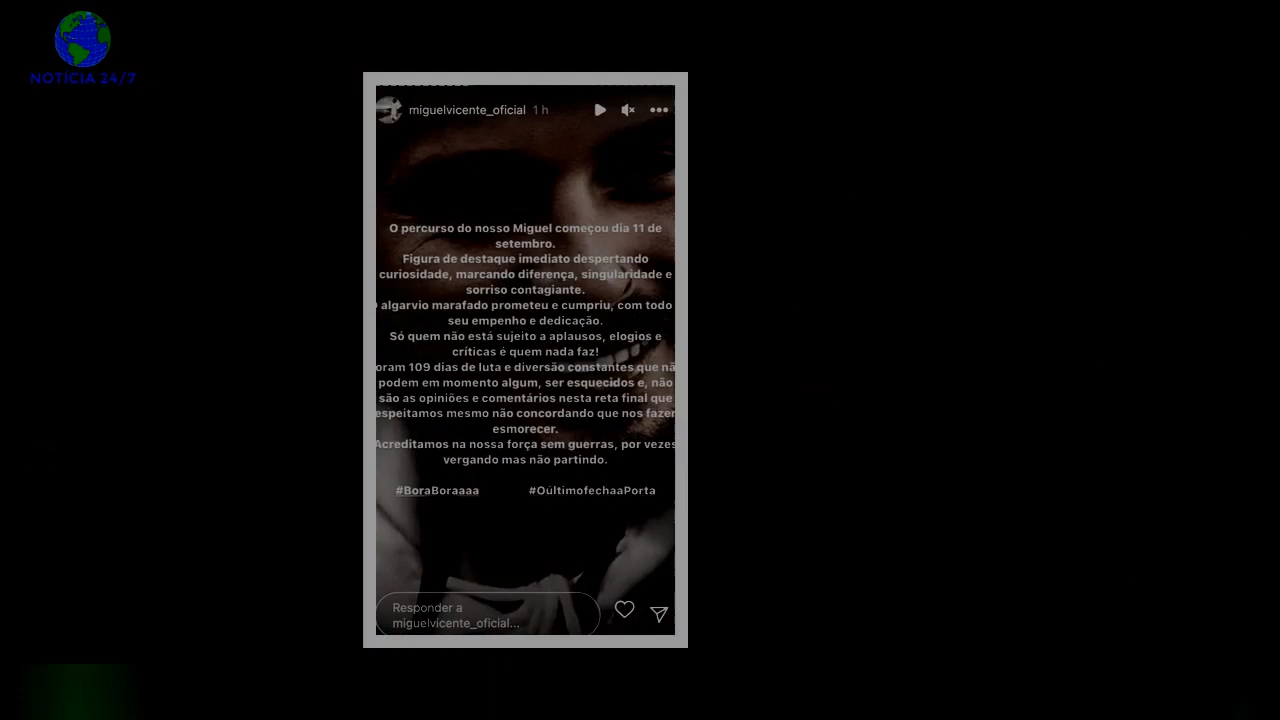 NOTÍCIA 24/7
miguelvicente_oficial 1 h
O percurso do nosso Miguel começou dia 11 de
setembro.
Figura de destaque imediato despertando
curiosidade, marcando diferença, singularidade e
sorriso contagiante.
algarvio marafado prometeu e cumpriu, com todo
seu empenho e dedicação.
Só quem não está sujeito a aplausos, elogios e
críticas é quem nada faz!
oram 109 dias de luta e diversão constantes que nã
podem em momento algum, ser esquecidos e, não
são as opiniões e comentários nesta reta final que
espeitamos mesmo não concordando que nos fazem
esmorecer.
Acreditamos na nossa força sem guerras, por vezes
vergando mas não partindo.
#BoraBoraaaa #OúltimofechaaPorta
Responder a
miguelvicente_oficial...